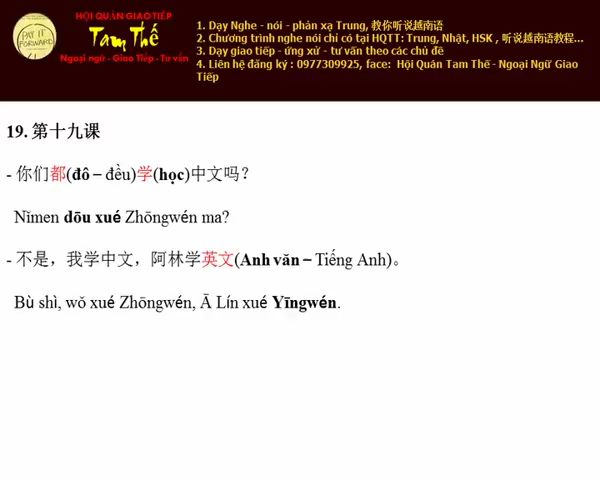 PAY IT
FORWARD
HỘI QUÁN GIAO TIẾP
Tam Thế
Ngoại ngữ - Giao Tiếp - Tư vấn
1. Dạy Nghe - nói - phản xạ Trung, 教你听说越南语
2. Chương trình nghe nói chỉ có tại HQTT: Trung, Nhật, HSK , 听说越南语教程...
3. Dạy giao tiếp - ứng xử - tư vấn theo các chủ đề
4. Liên hệ đăng ký : 0977309925, face: Hội Quán Tam Thế - Ngoại Ngữ Giao
Tiếp
19. 第十九课
- 你们都(đô – đều)学(học)中文吗?
Nǐmen dōu xué Zhōngwén ma?
- 不是，我学中文，阿林学英文(Anh văn – Tiếng Anh)。
Bù shì, wǒ xué Zhōngwén, Ā Lín xué Yīngwén.